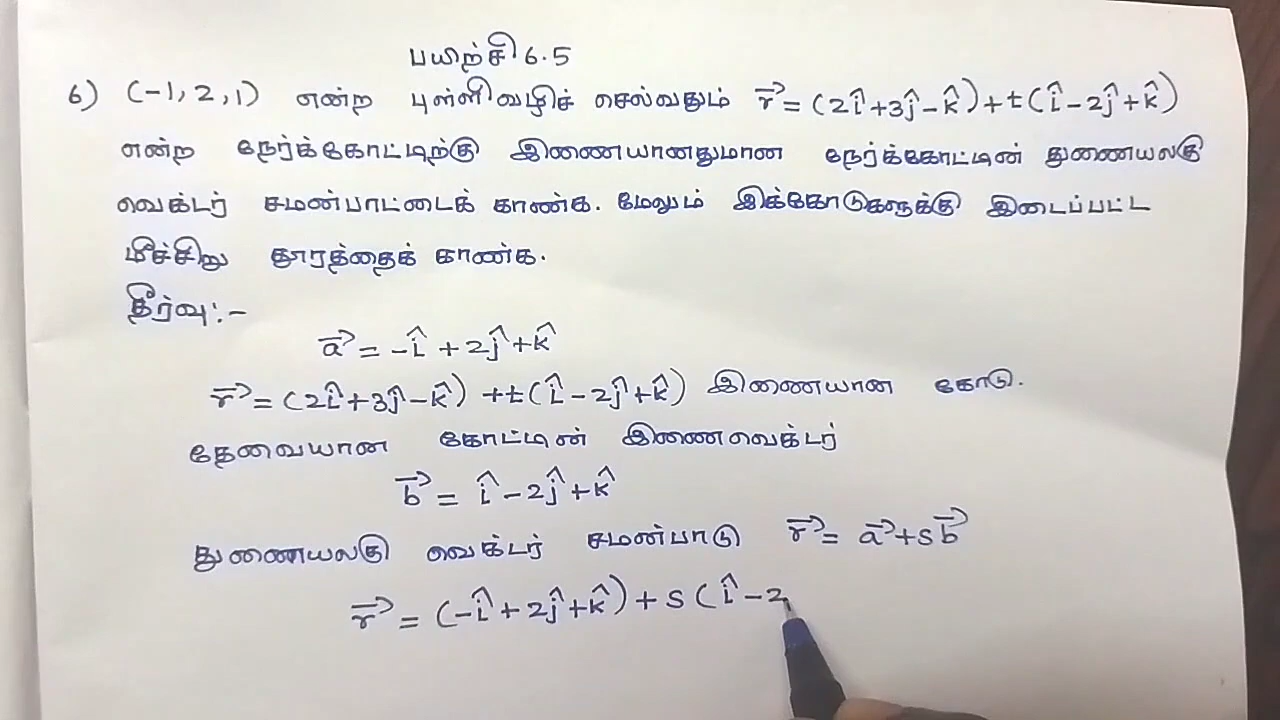 பயிற்சி 6.5
6) (-1, 2, 1) என்ற புள்ளிவழிச் செல்வதும் r⃗ = (2î+3ĵ-k̂)+t(î-2ĵ+k̂)
என்ற நேர்க்கோட்டிற்கு இணையானதுமான நேர்க்கோட்டின் துணையலகு
வெக்டர் சமன்பாட்டைக் காண்க. மேலும் இக்கோடுகளுக்கு இடைப்பட்ட
மீச்சிறு தூரத்தைக் காண்க.
தீர்வு:-
a⃗ = -î + 2ĵ + k̂
r⃗ = (2î+3ĵ-k̂) ++t(î-2ĵ+k̂) இணையான கோடு.
தேவையான கோட்டின் இணைவெக்டர்
b⃗ = î - 2ĵ + k̂
துணையலகு வெக்டர் சமன்பாடு r⃗ = a⃗ + sb⃗
r⃗ = (-î + 2ĵ + k̂) + s (î - 2